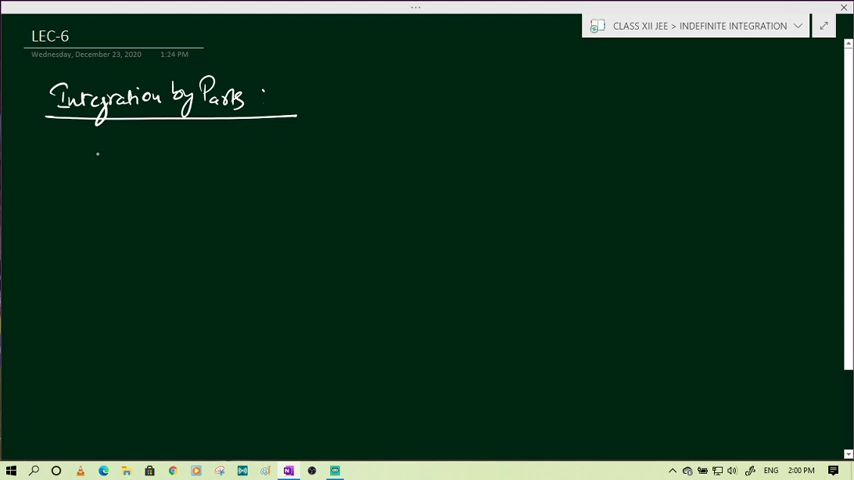 CLASS XII JEE > INDEFINITE INTEGRATION
LEC-6
Wednesday, December 23, 2020 1:24 PM
Integration by Parts :
ENG 2:00 PM